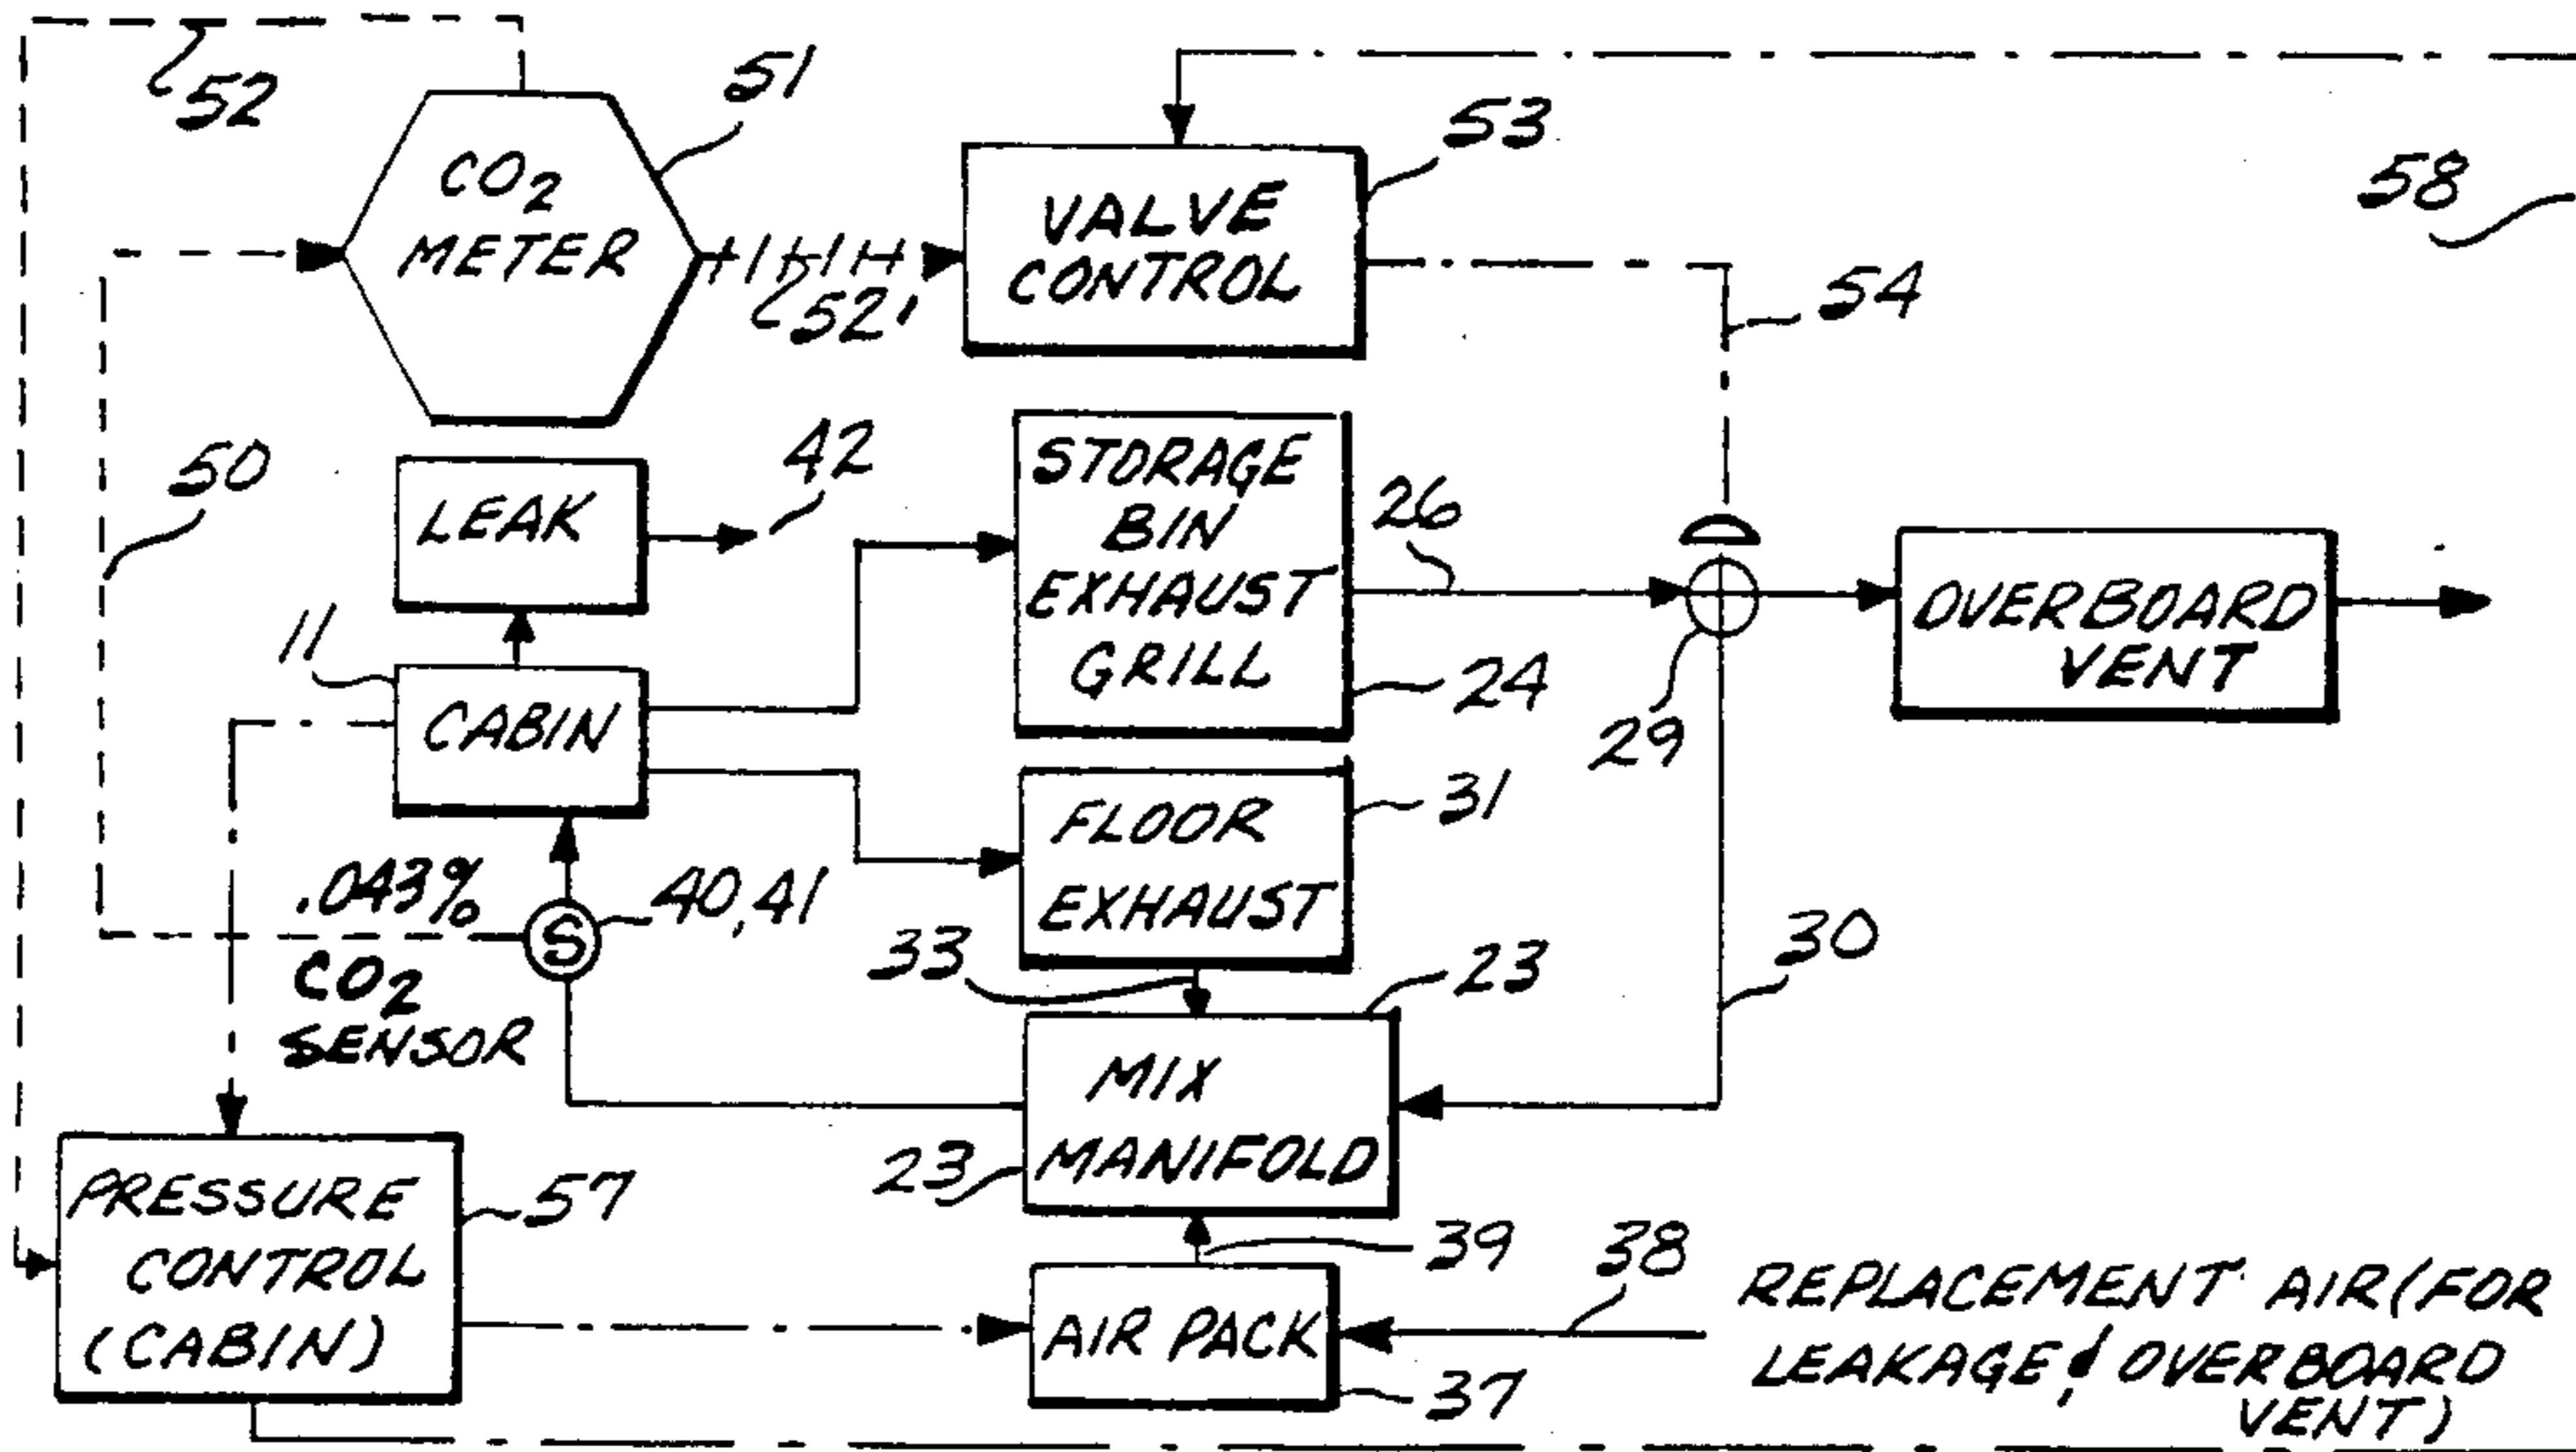 52
CO2
METER
51
52'
VALVE
CONTROL
53
58
54
50
LEAK
42
STORAGE
BIN
EXHAUST
GRILL
26
24
29
OVERBOARD
VENT
11
CABIN
FLOOR
EXHAUST
31
.043%
CO2
SENSOR
S
40,41
33
23
30
MIX
MANIFOLD
23
PRESSURE
CONTROL
(CABIN)
57
39
38
AIR PACK
37
REPLACEMENT AIR (FOR
LEAKAGE & OVERBOARD
VENT)